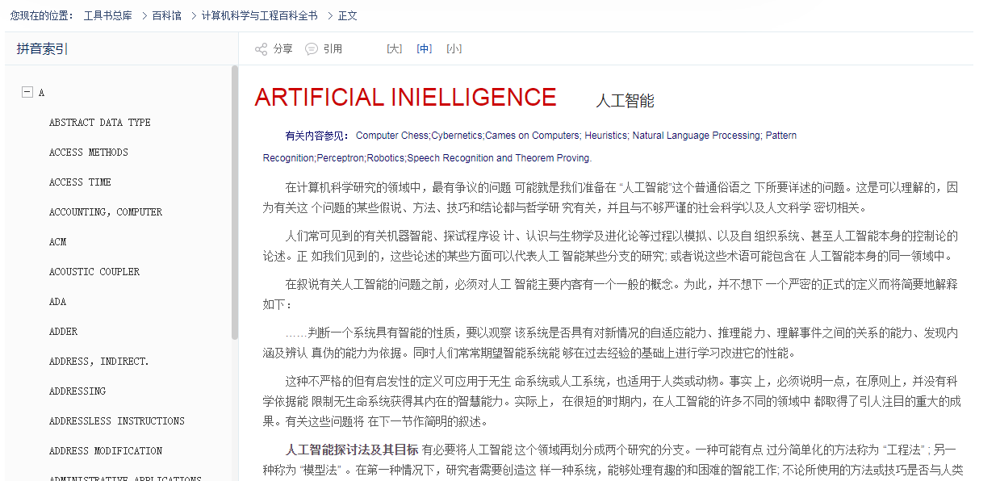 您现在的位置： 工具书总库 > 百科馆 > 计算机科学与工程百科全书 > 正文
拼音索引
分享 引用 [大] [中] [小]
A
ABSTRACT DATA TYPE
ACCESS METHODS
ACCESS TIME
ACCOUNTING, COMPUTER
ACM
ACOUSTIC COUPLER
ADA
ADDER
ADDRESS, INDIRECT.
ADDRESSING
ADDRESSLESS INSTRUCTIONS
ADDRESS MODIFICATION
ADMINISTRATIVE APPLICATIONS
ARTIFICIAL INIELLIGENCE 人工智能
有关内容参见： Computer Chess;Cybernetics;Cames on Computers; Heuristics; Natural Language Processing; Pattern
Recognition;Perceptron;Robotics;Speech Recognition and Theorem Proving.
在计算机科学研究的领域中，最有争议的问题 可能就是我们准备在 “人工智能”这个普通俗语之 下所要详述的问题。这是可以理解的，因
为有关这 个问题的某些假说、方法、技巧和结论都与哲学研 究有关，并且与不够严谨的社会科学以及人文科学 密切相关。
人们常可见到的有关机器智能、探试程序设 计、认识与生物学及进化论等过程以模拟、以及自 组织系统、甚至人工智能本身的控制论的
论述。正 如我们见到的，这些论述的某些方面可以代表人工 智能某些分支的研究; 或者说这些术语可能包含在 人工智能本身的同一领域中。
在叙说有关人工智能的问题之前，必须对人工 智能主要内客有一个一般的概念。为此，并不想下 一个严密的正式的定义而将简要地解释
如下：
……判断一个系统具有智能的性质，要以观察 该系统是否具有对新情况的自适应能力、推理能 力、理解事件之间的关系的能力、发现内
涵及辨认 真伪的能力为依据。同时人们常常期望智能系统能 够在过去经验的基础上进行学习改进它的性能。
这种不严格的但有启发性的定义可应用于无生 命系统或人工系统，也适用于人类或动物。事实 上，必须说明一点，在原则上，并没有科
学依据能 限制无生命系统获得其内在的智慧能力。实际上， 在很短的时期内，在人工智能的许多不同的领域中 都取得了引人注目的重大的成
果。有关这些问题将 在下一节作简明的叙述。
人工智能探讨法及其目标 有必要将人工智能 这个领域再划分成两个研究的分支。一种可能有点 过分简单化的方法称为 “工程法” ; 另一
种称为 “模型法” 。在第一种情况下，研究者需要创造这 样一种系统，能够处理有趣的和困难的智能工作; 不论所使用的方法或技巧是否与人类